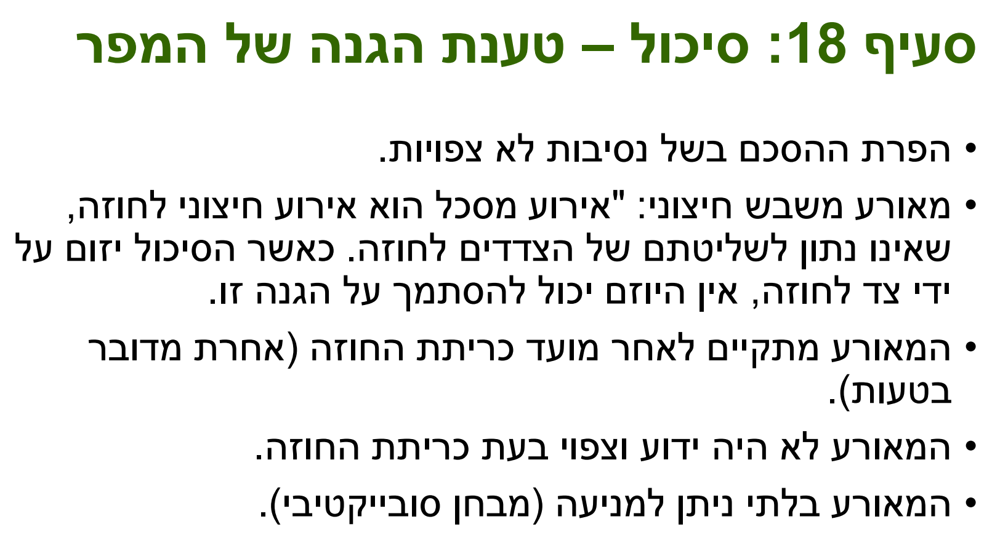 סעיף 18: סיכול – טענת הגנה של המפר
• הפרת ההסכם בשל נסיבות לא צפויות.
• מאורע משבש חיצוני: "אירוע מסכל הוא אירוע חיצוני לחוזה,
שאינו נתון לשליטתם של הצדדים לחוזה. כאשר הסיכול יזום על
ידי צד לחוזה, אין היוזם יכול להסתמך על הגנה זו.
• המאורע מתקיים לאחר מועד כריתת החוזה (אחרת מדובר
בטעות).
• המאורע לא היה ידוע וצפוי בעת כריתת החוזה.
• המאורע בלתי ניתן למניעה (מבחן סובייקטיבי).